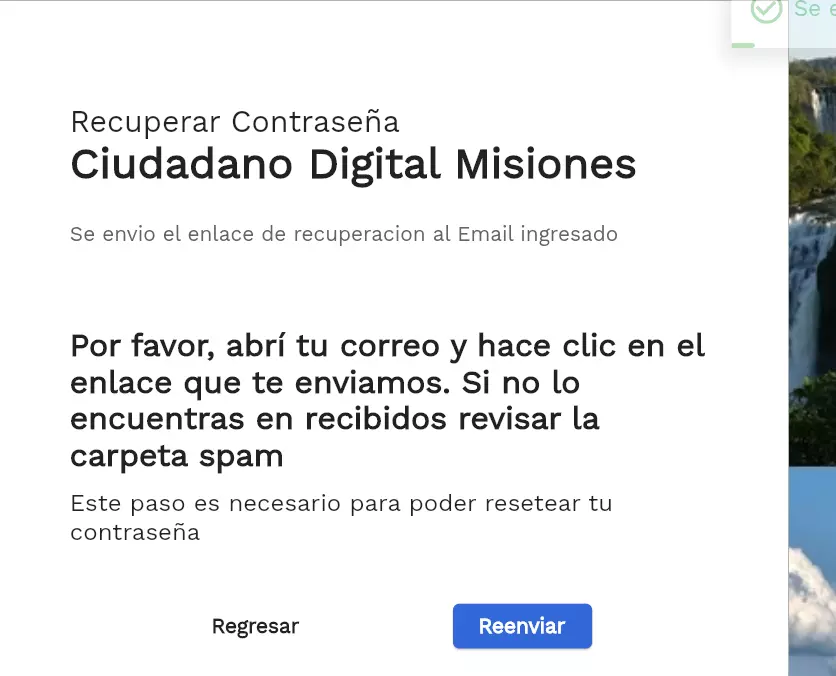 Se
Recuperar Contraseña
Ciudadano Digital Misiones
Se envio el enlace de recuperacion al Email ingresado
Por favor, abrí tu correo y hace clic en el
enlace que te enviamos. Si no lo
encuentras en recibidos revisar la
carpeta spam
Este paso es necesario para poder resetear tu
contraseña
Regresar
Reenviar